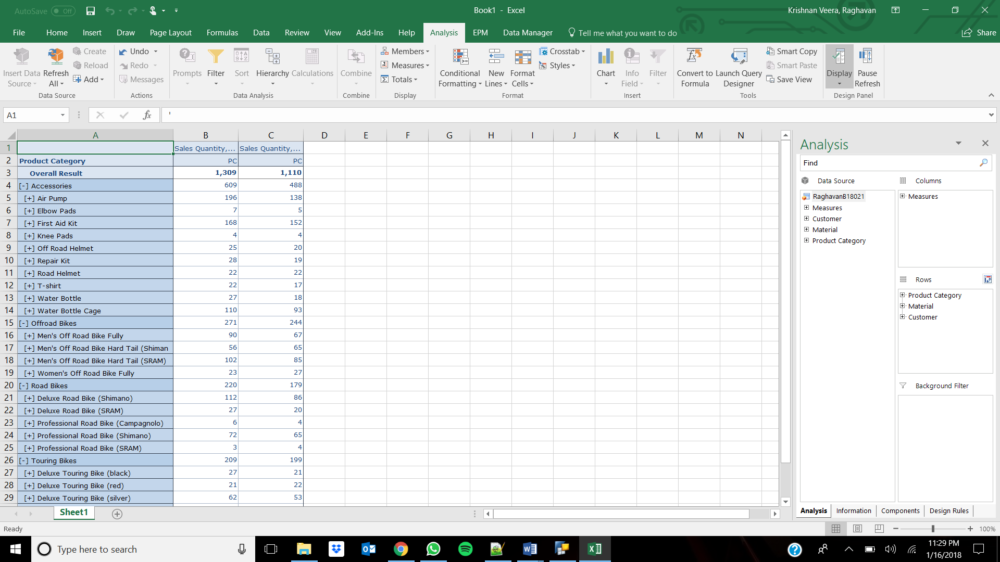 AutoSave Off
Book1 - Excel
Krishnan Veera, Raghavan
File Home Insert Draw Page Layout Formulas Data Review View Add-Ins Help Analysis EPM Data Manager Tell me what you want to do Share
Insert Data Source
Refresh All
Create
Reload
Add
Data Source
Undo
Redo
Messages
Actions
Prompts Filter Sort Hierarchy Calculations
Data Analysis
Combine
Combine
Members
Measures
Totals
Display
Conditional Formatting
New Lines
Format Cells
Crosstab
Styles
Format
Chart
Info Field
Filter
Insert
Convert to Formula
Launch Query Designer
Smart Copy
Smart Paste
Save View
Tools
Display
Pause Refresh
Design Panel
A1 fx '
A B C D E F G H I J K L M N
1 Sales Quantity,... Sales Quantity,...
2 Product Category PC PC
3 Overall Result 1,309 1,110
4 [-] Accessories 609 488
5 [+] Air Pump 196 138
6 [+] Elbow Pads 7 5
7 [+] First Aid Kit 168 152
8 [+] Knee Pads 4 4
9 [+] Off Road Helmet 25 20
10 [+] Repair Kit 28 19
11 [+] Road Helmet 22 22
12 [+] T-shirt 22 17
13 [+] Water Bottle 27 18
14 [+] Water Bottle Cage 110 93
15 [-] Offroad Bikes 271 244
16 [+] Men's Off Road Bike Fully 90 67
17 [+] Men's Off Road Bike Hard Tail (Shiman 56 65
18 [+] Men's Off Road Bike Hard Tail (SRAM) 102 85
19 [+] Women's Off Road Bike Fully 23 27
20 [-] Road Bikes 220 179
21 [+] Deluxe Road Bike (Shimano) 112 86
22 [+] Deluxe Road Bike (SRAM) 27 20
23 [+] Professional Road Bike (Campagnolo) 6 4
24 [+] Professional Road Bike (Shimano) 72 65
25 [+] Professional Road Bike (SRAM) 3 4
26 [-] Touring Bikes 209 199
27 [+] Deluxe Touring Bike (black) 27 21
28 [+] Deluxe Touring Bike (red) 21 22
29 [+] Deluxe Touring Bike (silver) 62 53
Analysis
Find
Data Source
RaghavanB18021
Measures
Customer
Material
Product Category
Columns
Measures
Rows
Product Category
Material
Customer
Background Filter
Analysis Information Components Design Rules
Sheet1
Ready
100%
Type here to search
11:29 PM
1/16/2018